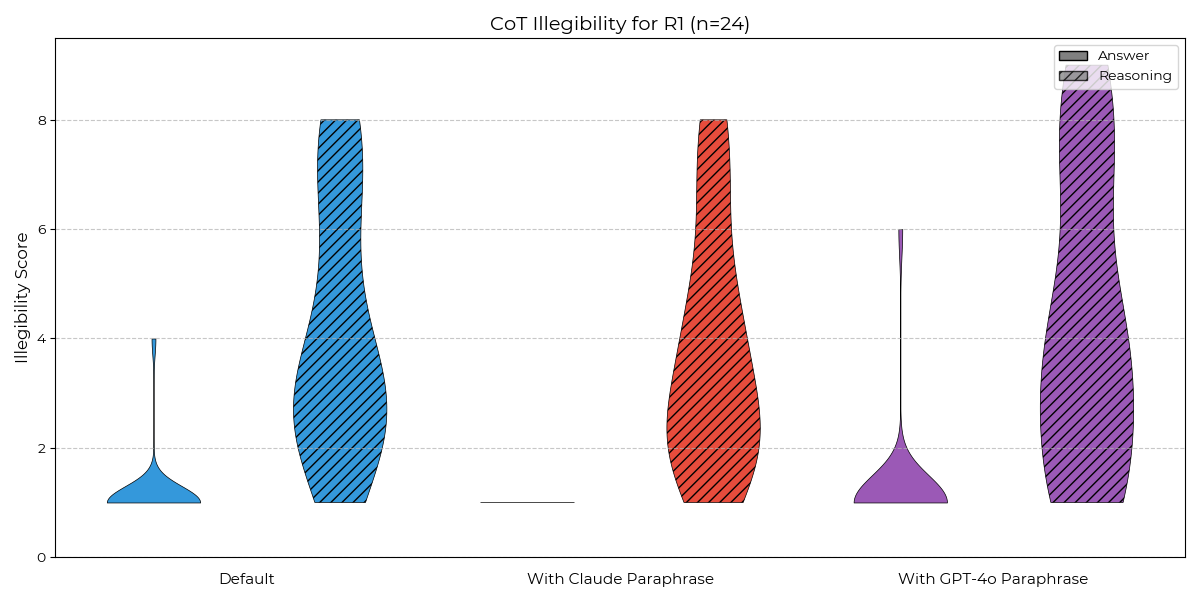 CoT Illegibility for R1 (n=24)
Answer
Reasoning
Illegibility Score
8
6
4
2
0
Default
With Claude Paraphrase
With GPT-4o Paraphrase